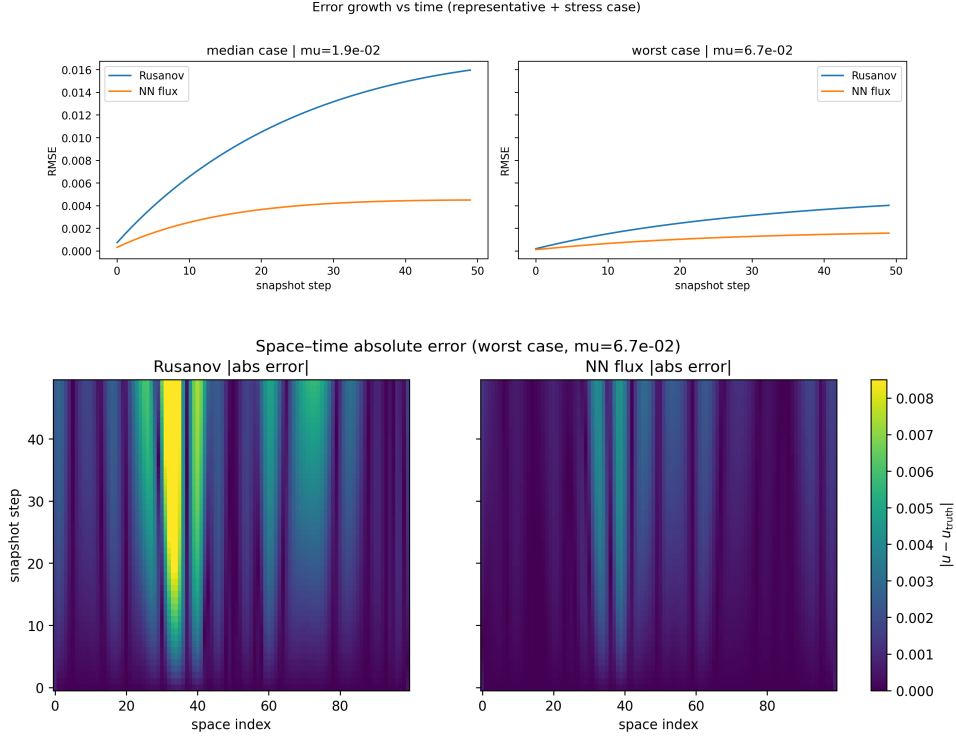 Error growth vs time (representative + stress case)
median case | mu=1.9e-02
worst case | mu=6.7e-02
0.016
0.014
0.012
0.010
0.008
0.006
0.004
0.002
0.000
RMSE
Rusanov
NN flux
0 10 20 30 40 50
snapshot step
RMSE
Rusanov
NN flux
0 10 20 30 40 50
snapshot step
Space–time absolute error (worst case, mu=6.7e-02)
Rusanov |abs error|
NN flux |abs error|
40
30
20
10
0
snapshot step
0 20 40 60 80
space index
0 20 40 60 80
space index
0.008
0.007
0.006
0.005
0.004
0.003
0.002
0.001
0.000
|u − u_truth|